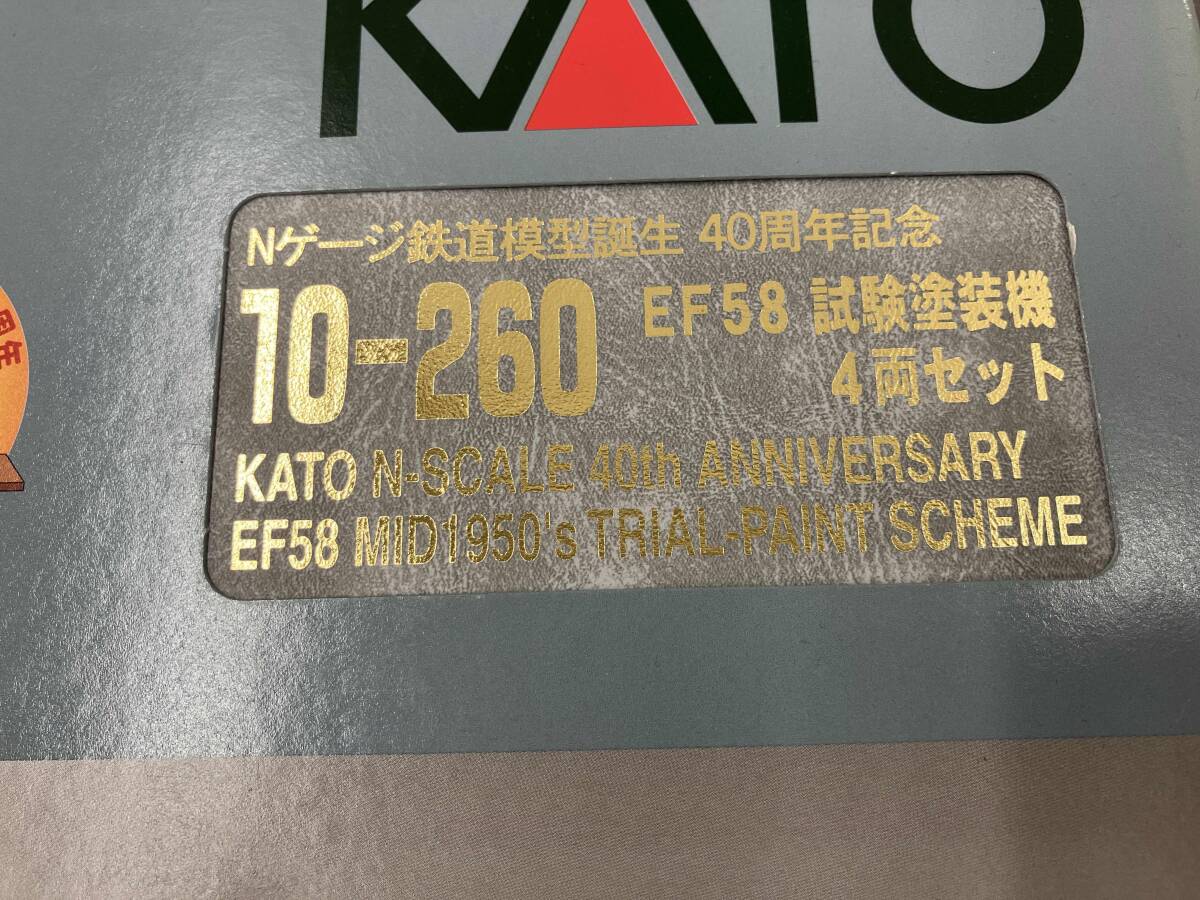 KATO
Nゲージ鉄道模型誕生 40周年記念
10-260 EF58 試験塗装機
4両セット
KATO N-SCALE 40th ANNIVERSARY
EF58 MID1950's TRIAL-PAINT SCHEME
周年